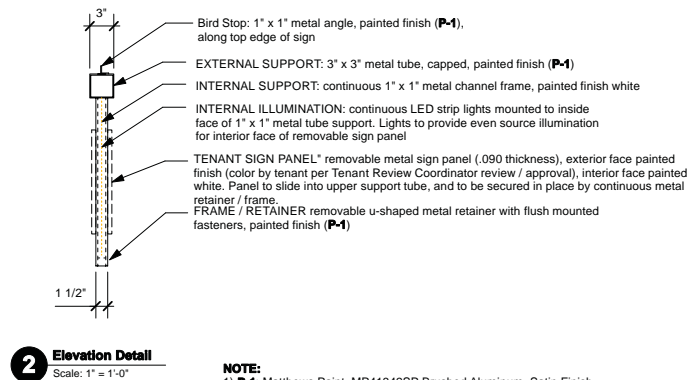 3"
Bird Stop: 1" x 1" metal angle, painted finish (P-1),
along top edge of sign
EXTERNAL SUPPORT: 3" x 3" metal tube, capped, painted finish (P-1)
INTERNAL SUPPORT: continuous 1" x 1" metal channel frame, painted finish white
INTERNAL ILLUMINATION: continuous LED strip lights mounted to inside
face of 1" x 1" metal tube support. Lights to provide even source illumination
for interior face of removable sign panel
TENANT SIGN PANEL" removable metal sign panel (.090 thickness), exterior face painted
finish (color by tenant per Tenant Review Coordinator review / approval), interior face painted
white. Panel to slide into upper support tube, and to be secured in place by continuous metal
retainer / frame.
FRAME / RETAINER removable u-shaped metal retainer with flush mounted
fasteners, painted finish (P-1)
1 1/2"
2
Elevation Detail
Scale: 1" = 1'-0"
NOTE: